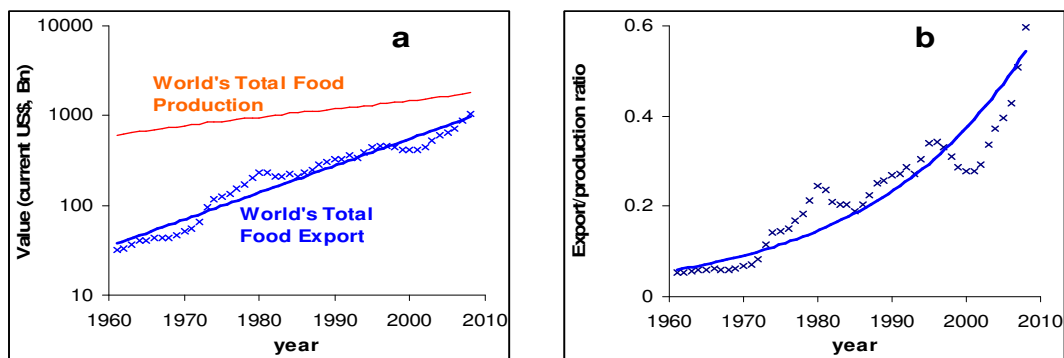 a
Value (current US$, Bn)
10000
1000
100
10
World's Total Food
Production
World's Total
Food Export
1960 1970 1980 1990 2000 2010
year
b
Export/production ratio
0.6
0.4
0.2
0
1960 1970 1980 1990 2000 2010
year